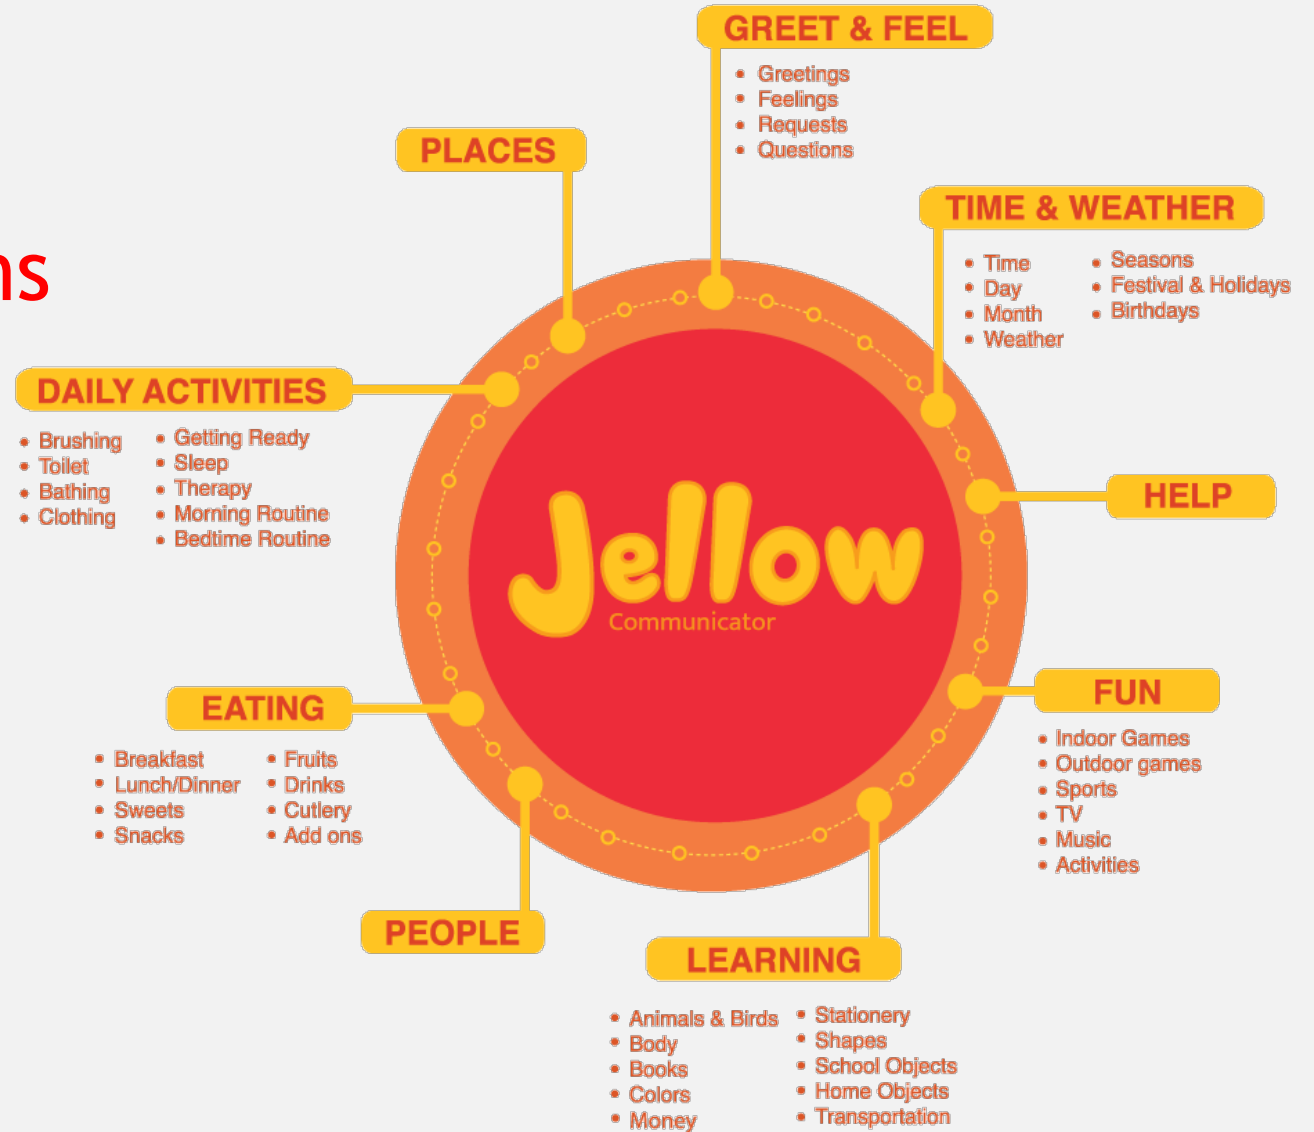 GREET & FEEL
Greetings
Feelings
Requests
Questions
PLACES
TIME & WEATHER
Time
Day
Month
Weather
Seasons
Festival & Holidays
Birthdays
DAILY ACTIVITIES
Brushing
Toilet
Bathing
Clothing
Getting Ready
Sleep
Therapy
Morning Routine
Bedtime Routine
HELP
Jellow
Communicator
EATING
Breakfast
Lunch/Dinner
Sweets
Snacks
Fruits
Drinks
Cutlery
Add ons
FUN
Indoor Games
Outdoor games
Sports
TV
Music
Activities
PEOPLE
LEARNING
Animals & Birds
Body
Books
Colors
Money
Stationery
Shapes
School Objects
Home Objects
Transportation